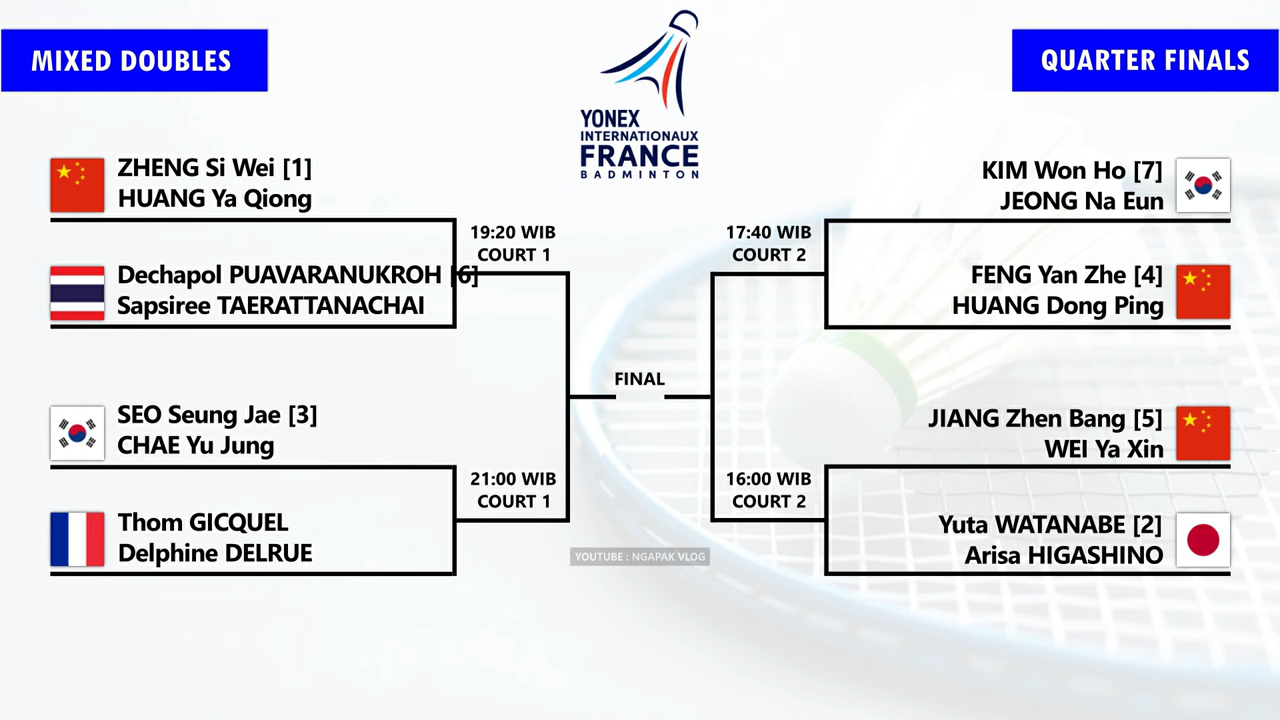 MIXED DOUBLES
QUARTER FINALS
YONEX
INTERNATIONAUX
FRANCE
BADMINTON
ZHENG Si Wei [1]
HUANG Ya Qiong
19:20 WIB
COURT 1
Dechapol PUAVARANUKROH [6]
Sapsiree TAERATTANACHAI
SEO Seung Jae [3]
CHAE Yu Jung
21:00 WIB
COURT 1
Thom GICQUEL
Delphine DELRUE
FINAL
KIM Won Ho [7]
JEONG Na Eun
17:40 WIB
COURT 2
FENG Yan Zhe [4]
HUANG Dong Ping
JIANG Zhen Bang [5]
WEI Ya Xin
16:00 WIB
COURT 2
Yuta WATANABE [2]
Arisa HIGASHINO
YOUTUBE : NGAPAK VLOG